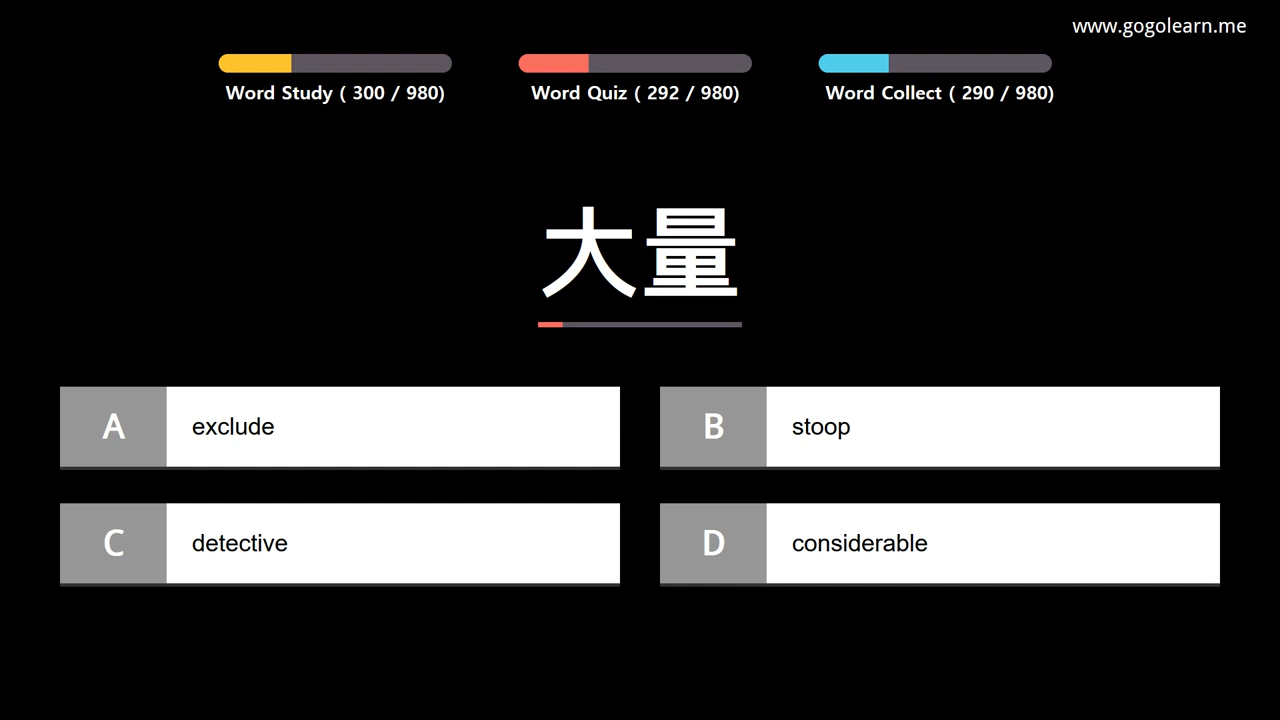 www.gogolearn.me
Word Study ( 300 / 980)
Word Quiz ( 292 / 980)
Word Collect ( 290 / 980)
大量
A exclude
B stoop
C detective
D considerable